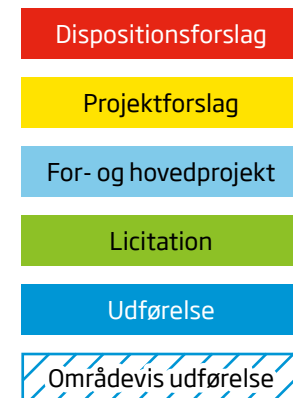 Dispositionsforslag
Projektforslag
For- og hovedprojekt
Licitation
Udførelse
Områdevis udførelse